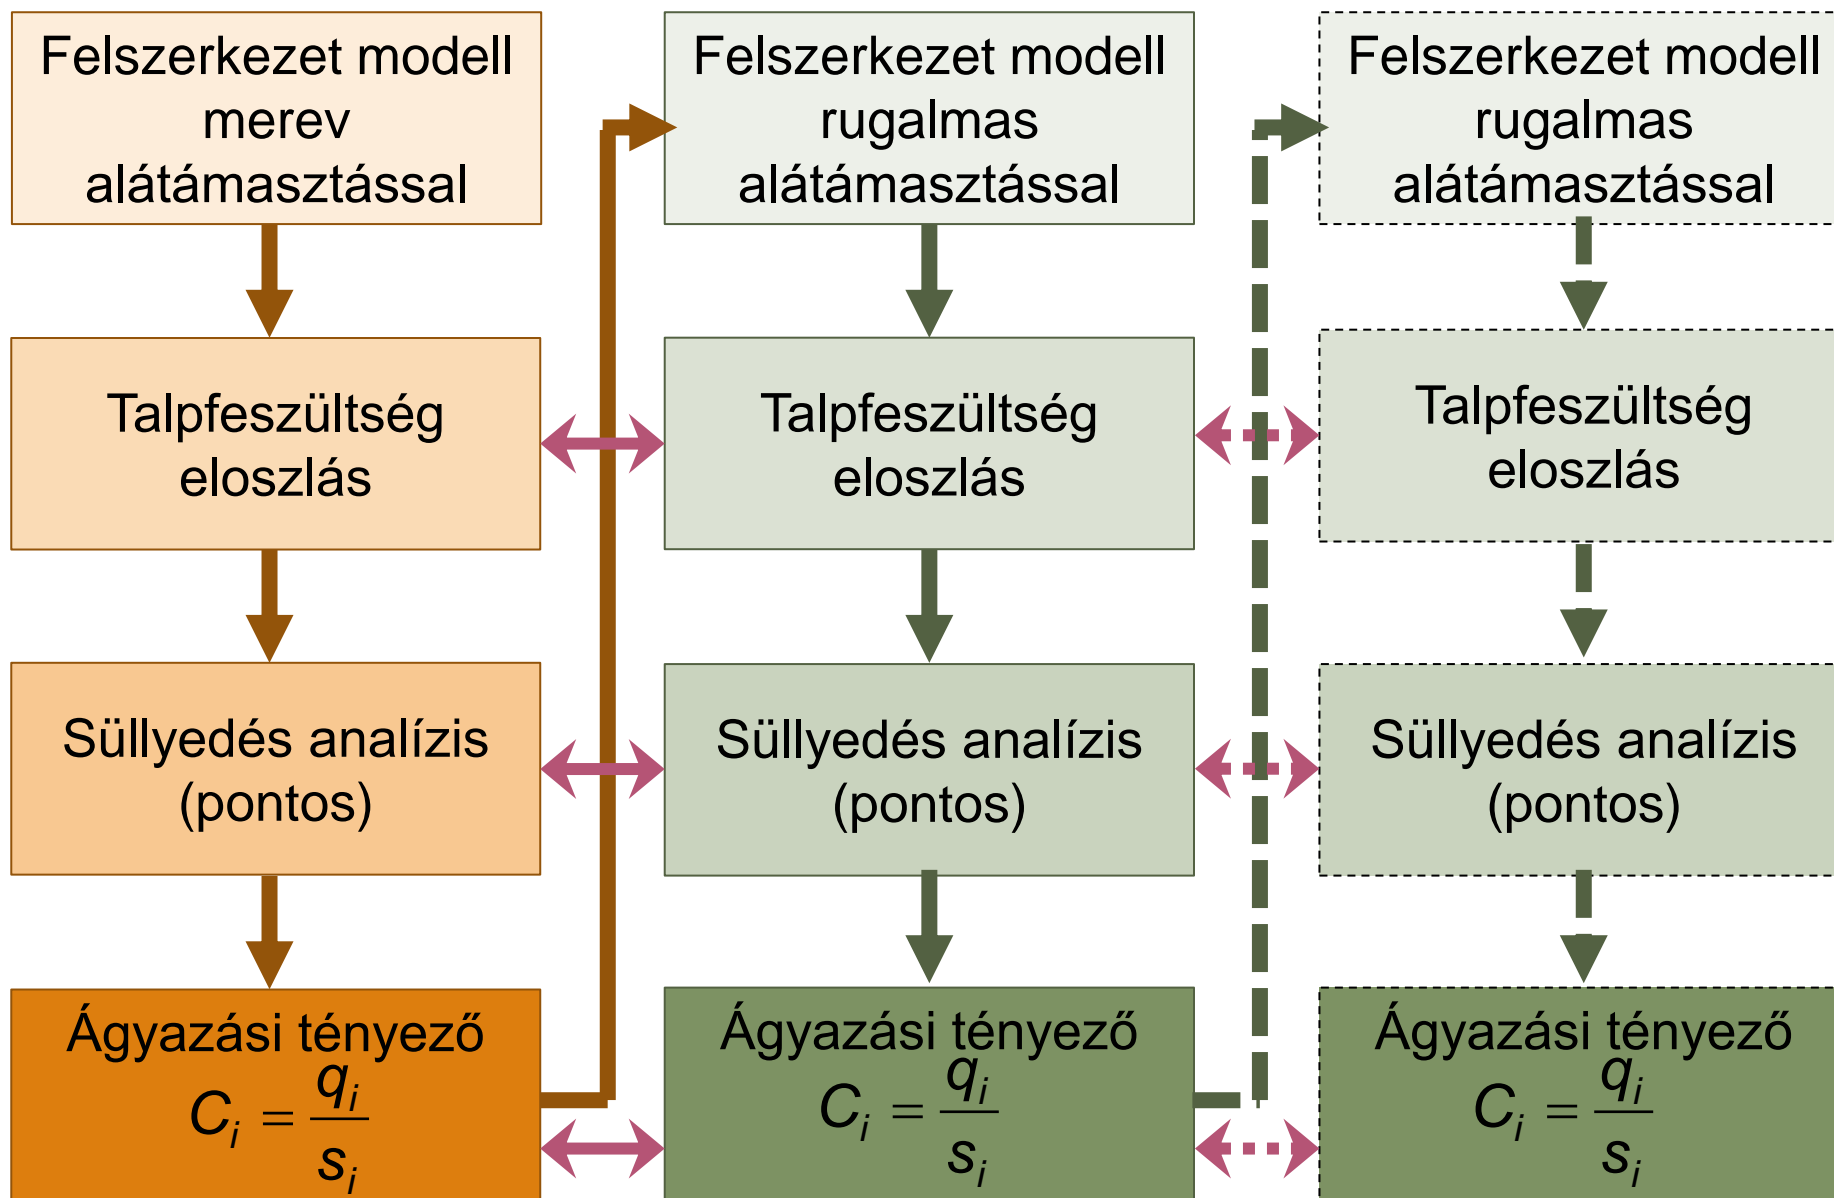 Felszerkezet modell
merev
alátámasztással
Talpfeszültség
eloszlás
Süllyedés analízis
(pontos)
Ágyazási tényező
C_i = q_i / s_i
Felszerkezet modell
rugalmas
alátámasztással
Talpfeszültség
eloszlás
Süllyedés analízis
(pontos)
Ágyazási tényező
C_i = q_i / s_i
Felszerkezet modell
rugalmas
alátámasztással
Talpfeszültség
eloszlás
Süllyedés analízis
(pontos)
Ágyazási tényező
C_i = q_i / s_i